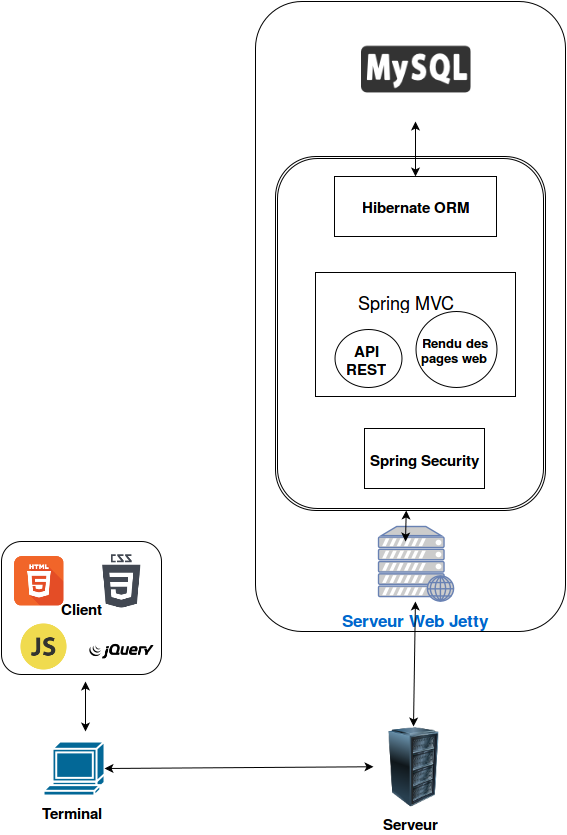 MySQL
Hibernate ORM
Spring MVC
API
REST
Rendu des
pages web
Spring Security
Serveur Web Jetty
HTML
5
CSS
3
Client
JS
jQuery
Terminal
Serveur